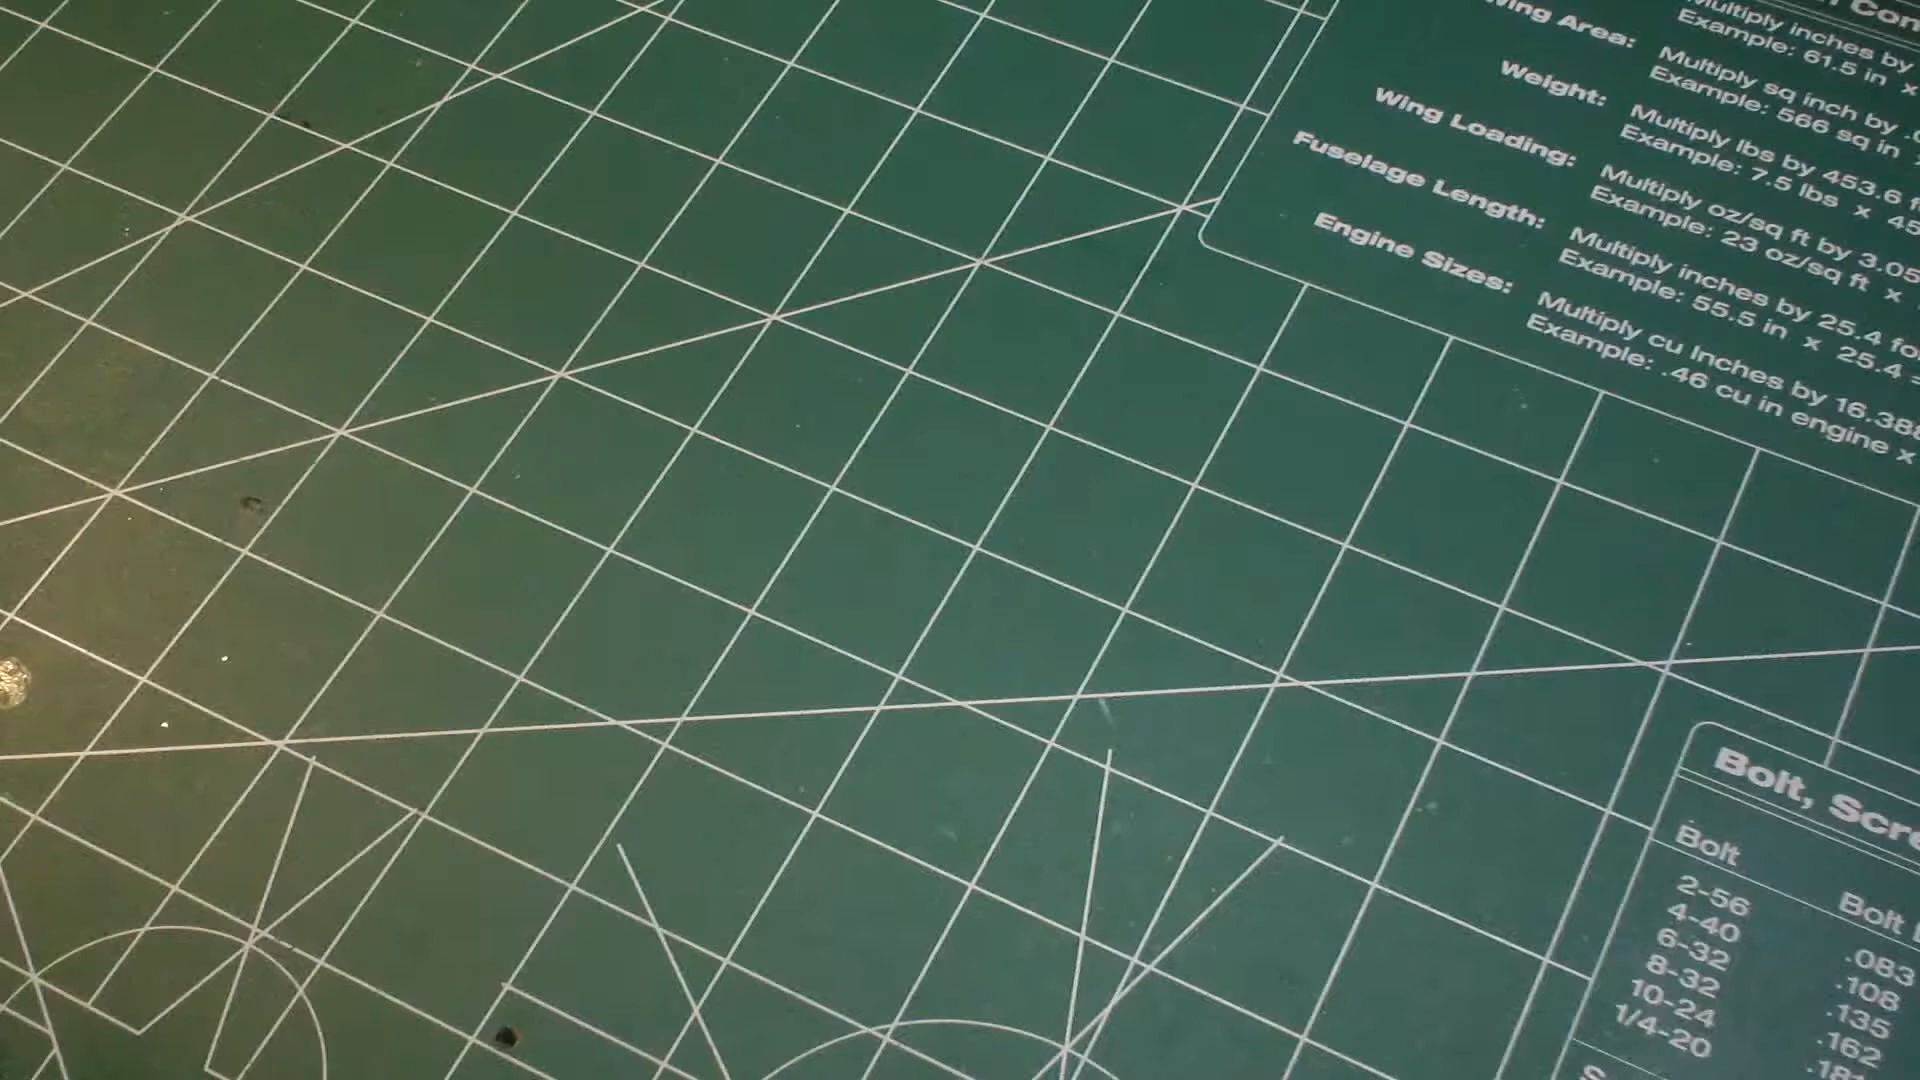 Con
Multiply inches by
Example: 61.5 in x
Wing Area:
Multiply sq inch by
Example: 566 sq in
Weight:
Multiply lbs by 453.6 f
Example: 7.5 lbs x 45
Wing Loading:
Multiply oz/sq ft by 3.05
Example: 23 oz/sq ft x
Fuselage Length:
Multiply inches by 25.4 for
Example: 55.5 in x 25.4 =
Engine Sizes:
Multiply cu Inches by 16.38
Example: .46 cu in engine x
Bolt, Scre
Bolt
Bolt
2-56 .083
4-40 .108
6-32 .135
8-32 .162
10-24
1/4-20